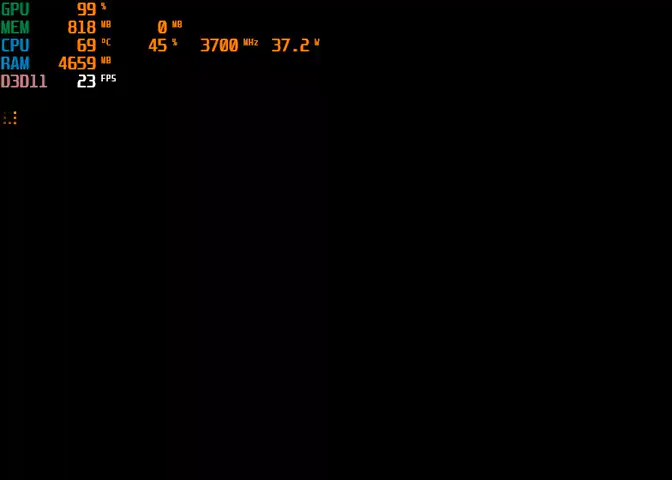 GPU 99 %
MEM 818 MB 0 MB
CPU 69 °C 45 % 3700 MHz 37.2 W
RAM 4659 MB
D3D11 23 FPS